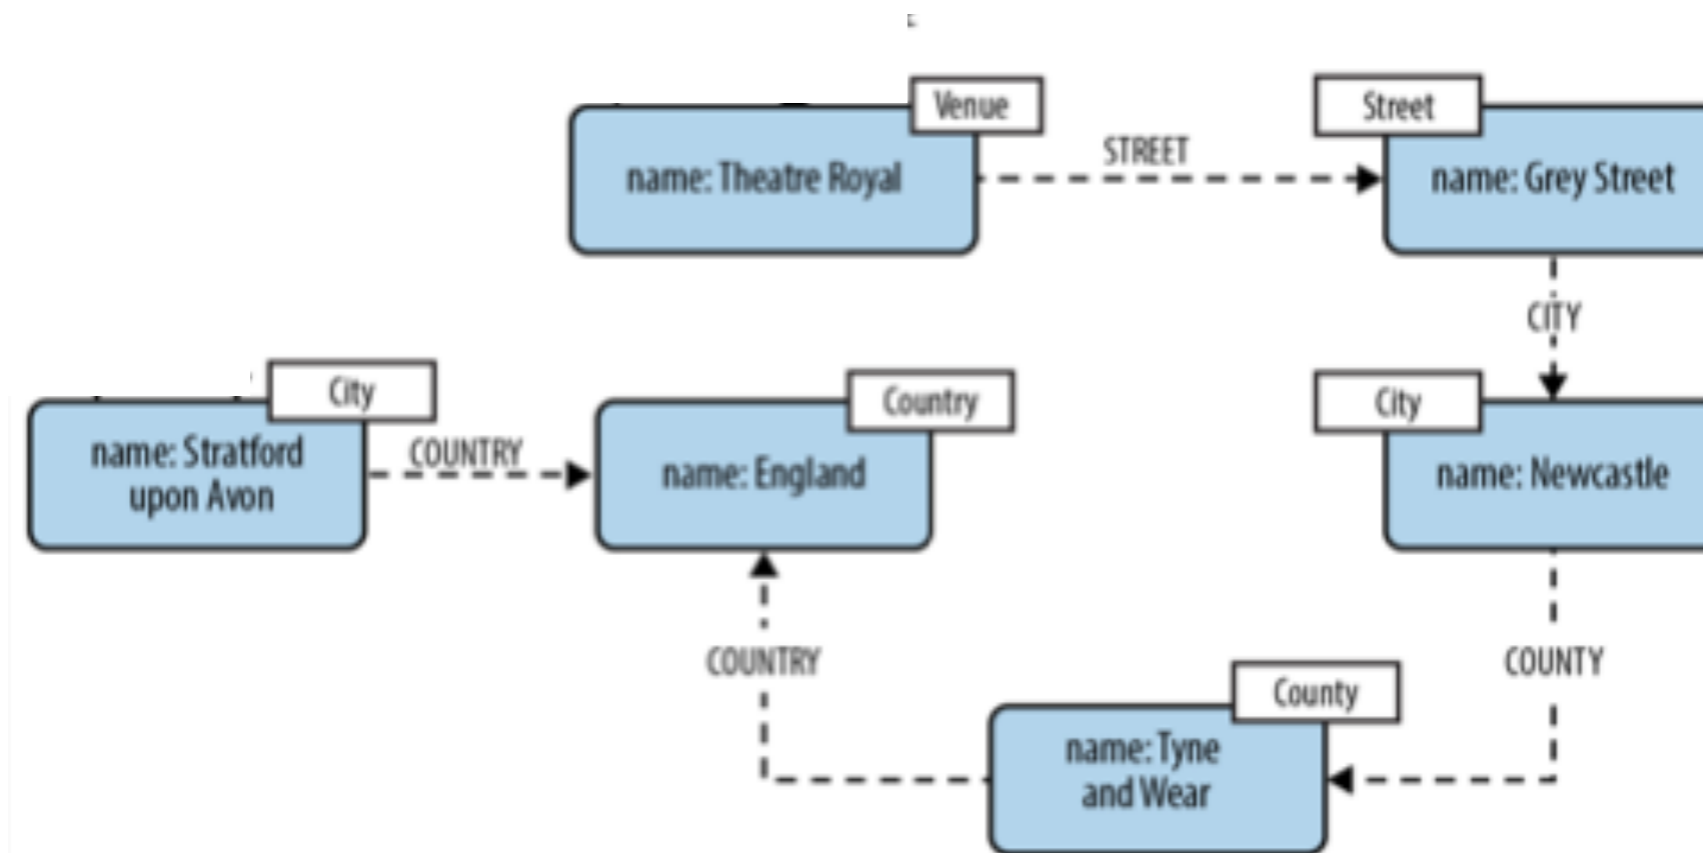 Venue
Street
name: Theatre Royal
STREET
name: Grey Street
CITY
City
Country
City
name: Stratford
upon Avon
COUNTRY
name: England
name: Newcastle
COUNTRY
COUNTY
County
name: Tyne
and Wear